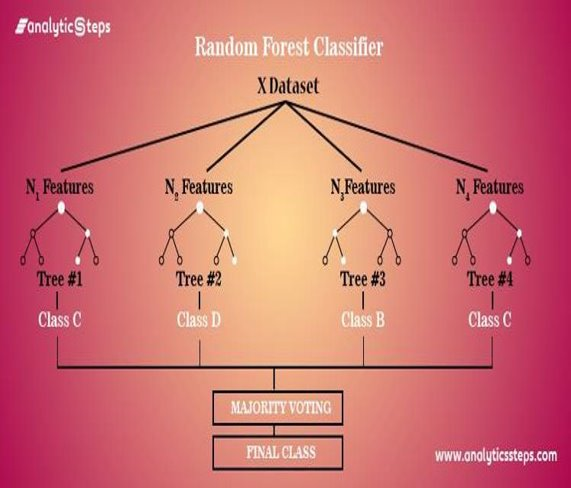 analyticSteps
Random Forest Classifier
X Dataset
N1 Features N2 Features N3Features N4 Features
Tree #1 Tree #2 Tree #3 Tree #4
Class C Class D Class B Class C
MAJORITY VOTING
FINAL CLASS
www.analyticssteps.com